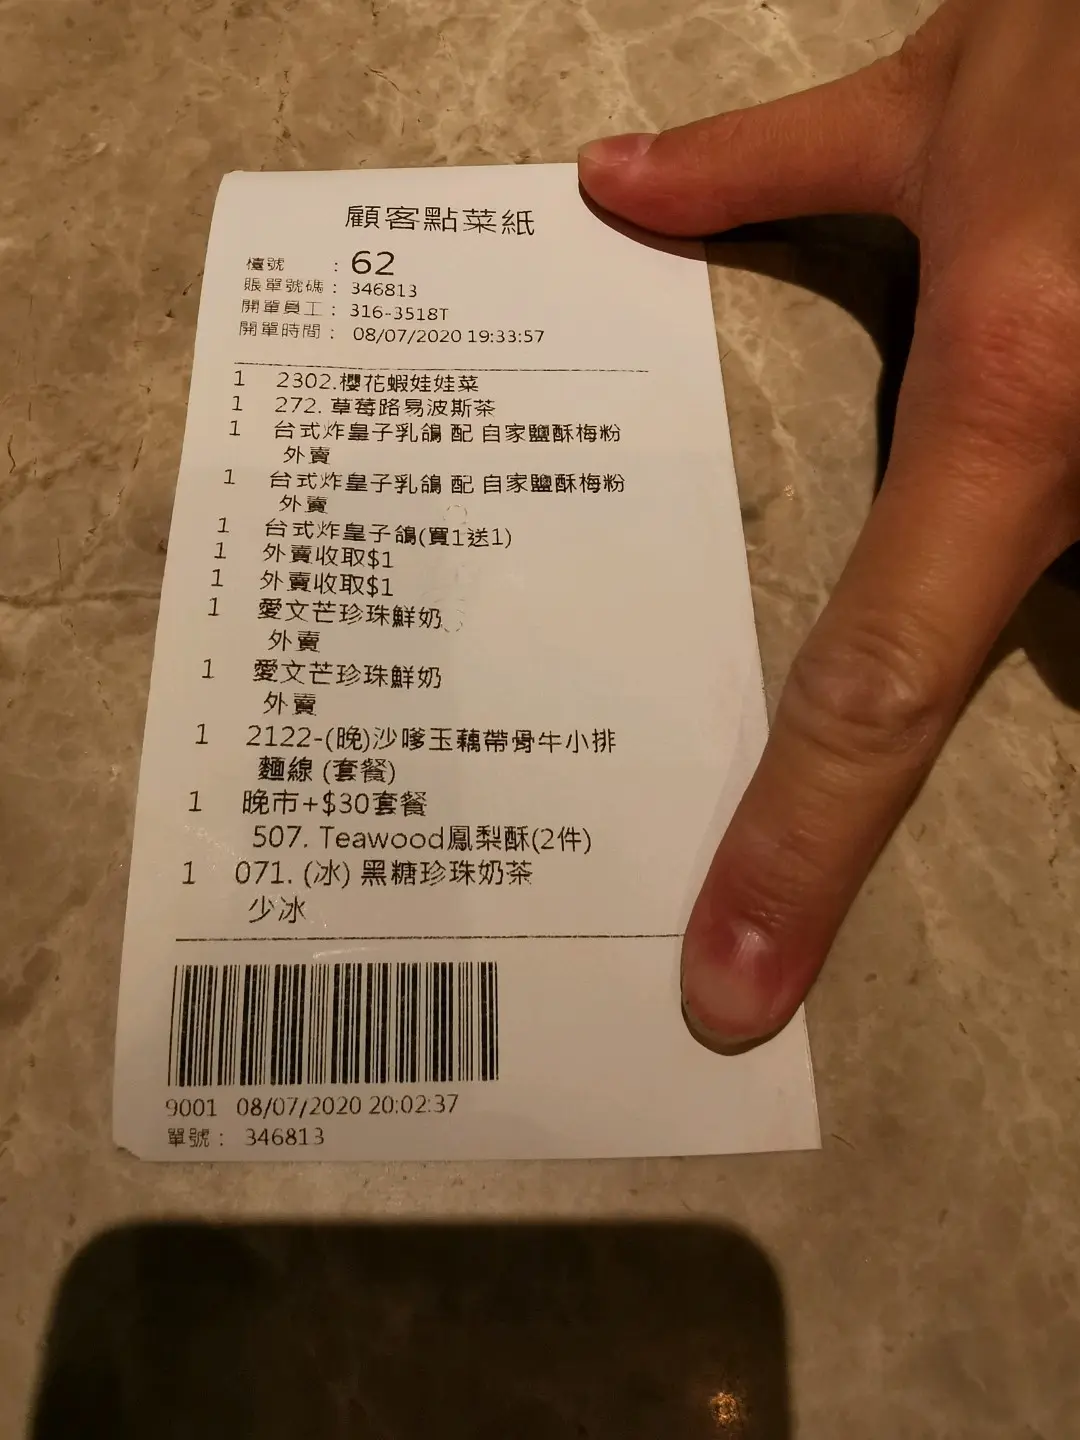 顧客點菜紙
檯號 : 62
賬單號碼 : 346813
開單員工 : 316-3518T
開單時間 : 08/07/2020 19:33:57
1 2302.櫻花蝦娃娃菜
1 272. 草莓路易波斯茶
1 台式炸皇子乳鴿 配 自家鹽酥梅粉
外賣
1 台式炸皇子乳鴿 配 自家鹽酥梅粉
外賣
1 台式炸皇子鴿(買1送1)
1 外賣收取$1
1 外賣收取$1
1 愛文芒珍珠鮮奶
外賣
1 愛文芒珍珠鮮奶
外賣
1 2122-(晚)沙嗲玉藕帶骨牛小排
麵線 (套餐)
1 晚市+$30套餐
507. Teawood鳳梨酥(2件)
1 071. (冰) 黑糖珍珠奶茶
少冰
9001 08/07/2020 20:02:37
單號 : 346813